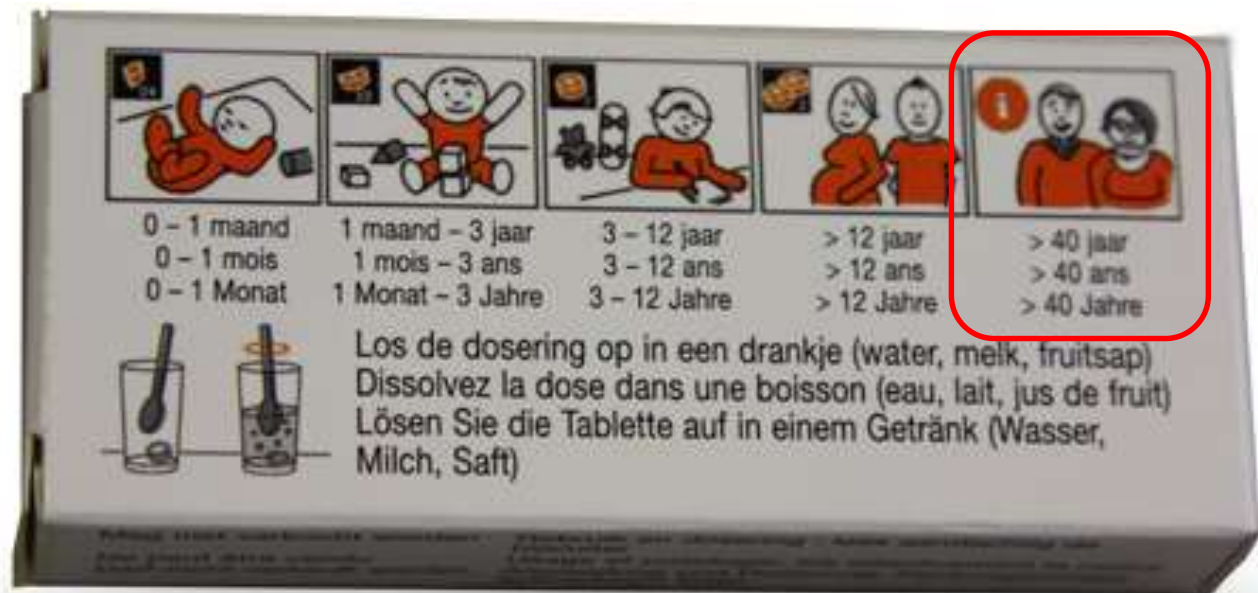 0 – 1 maand
0 – 1 mois
0 – 1 Monat
1 maand – 3 jaar
1 mois – 3 ans
1 Monat – 3 Jahre
3 – 12 jaar
3 – 12 ans
3 – 12 Jahre
> 12 jaar
> 12 ans
> 12 Jahre
> 40 jaar
> 40 ans
> 40 Jahre
Los de dosering op in een drankje (water, melk, fruitsap)
Dissolvez la dose dans une boisson (eau, lait, jus de fruit)
Lösen Sie die Tablette auf in einem Getränk (Wasser,
Milch, Saft)